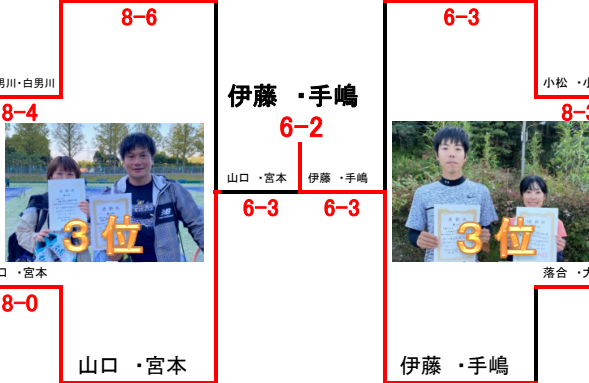 8-6
6-3
男川・白男川
伊藤　・手嶋
小松　・小
8-4
6-2
8-3
山口　・宮本
伊藤　・手嶋
6-3
6-3
3位
3位
口　・宮本
落合　・大
8-0
山口　・宮本
伊藤　・手嶋